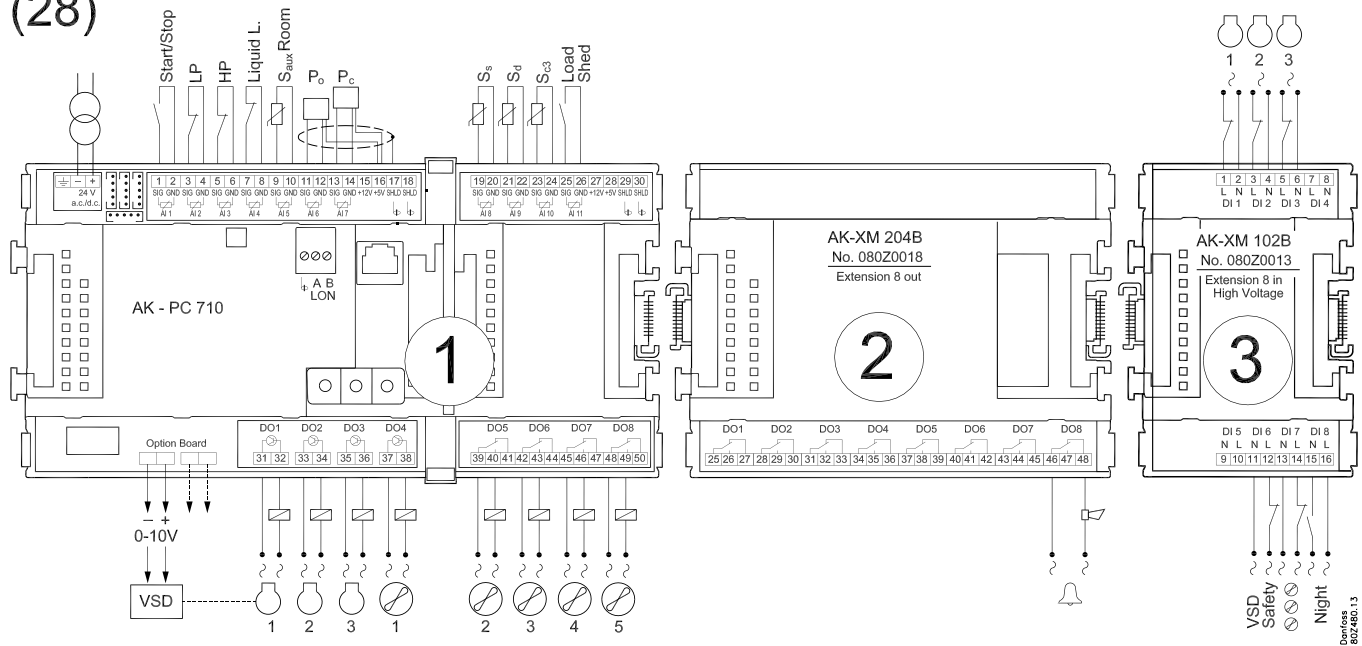 (28)
Start/Stop
LP
HP
Liquid L.
Saux Room
Po
Pc
Ss
Sd
Sc3
Load
Shed
1 2 3
24 V
a.c./d.c.
1 2 3 4 5 6 7 8 9 10 11 12 13 14 15 16 17 18
SIG GND SIG GND SIG GND SIG GND SIG GND SIG GND SIG GND +12V +5V SHLD SHLD
AI 1 AI 2 AI 3 AI 4 AI 5 AI 6 AI 7
19 20 21 22 23 24 25 26 27 28 29 30
SIG GND SIG GND SIG GND SIG GND +12V +5V SHLD SHLD
AI 8 AI 9 AI 10 AI 11
1 2 3 4 5 6 7 8
L N L N L N L N
DI 1 DI 2 DI 3 DI 4
A B
LON
AK - PC 710
1
AK-XM 204B
No. 080Z0018
Extension 8 out
2
AK-XM 102B
No. 080Z0013
Extension 8 in
High Voltage
3
Option Board
DO1 DO2 DO3 DO4
31 32 33 34 35 36 37 38
DO5 DO6 DO7 DO8
39 40 41 42 43 44 45 46 47 48 49 50
DO1 DO2 DO3 DO4 DO5 DO6 DO7 DO8
25 26 27 28 29 30 31 32 33 34 35 36 37 38 39 40 41 42 43 44 45 46 47 48
DI 5 DI 6 DI 7 DI 8
N L N L N L N L
9 10 11 12 13 14 15 16
− +
0-10V
VSD
1 2 3 1
2 3 4 5
VSD
Safety
Night
Danfoss
80Z480.13